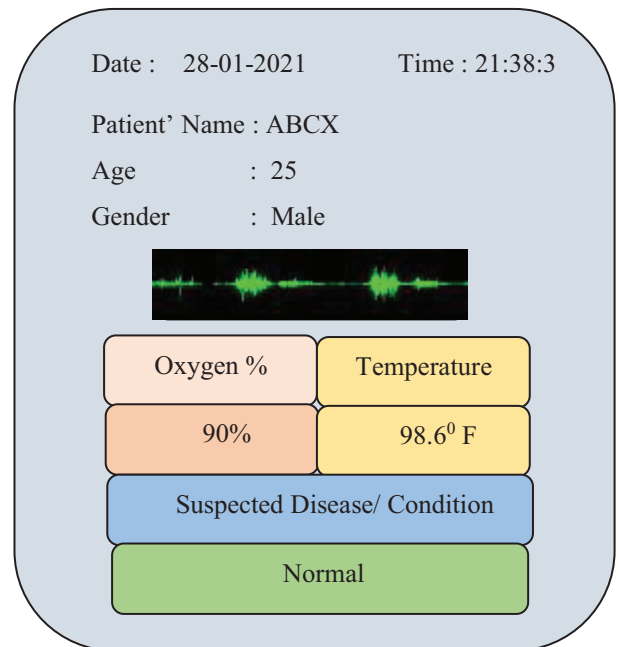 Date : 28-01-2021 Time : 21:38:3
Patient’ Name : ABCX
Age : 25
Gender : Male
Oxygen % Temperature
90% 98.6⁰ F
Suspected Disease/ Condition
Normal